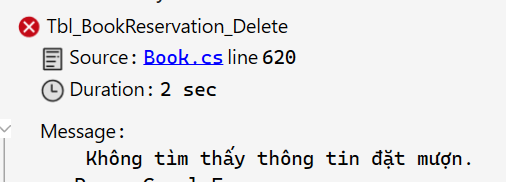 Tbl_BookReservation_Delete
Source: Book.cs line 620
Duration: 2 sec
Message:
Không tìm thấy thông tin đặt mượn.